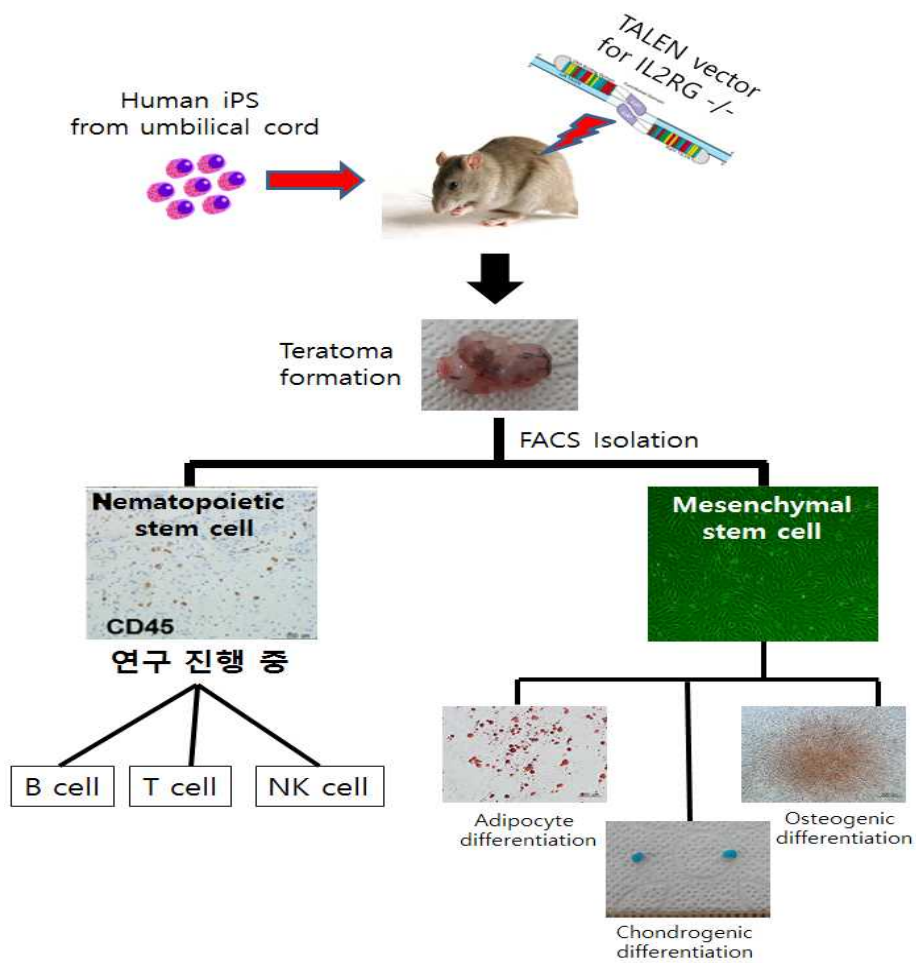 TALEN vector
for IL2RG -/-
Human iPS
from umbilical cord
Teratoma
formation
FACS Isolation
Nematopoietic
stem cell
CD45
연구 진행 중
Mesenchymal
stem cell
B cell
T cell
NK cell
Adipocyte
differentiation
Osteogenic
differentiation
Chondrogenic
differentiation